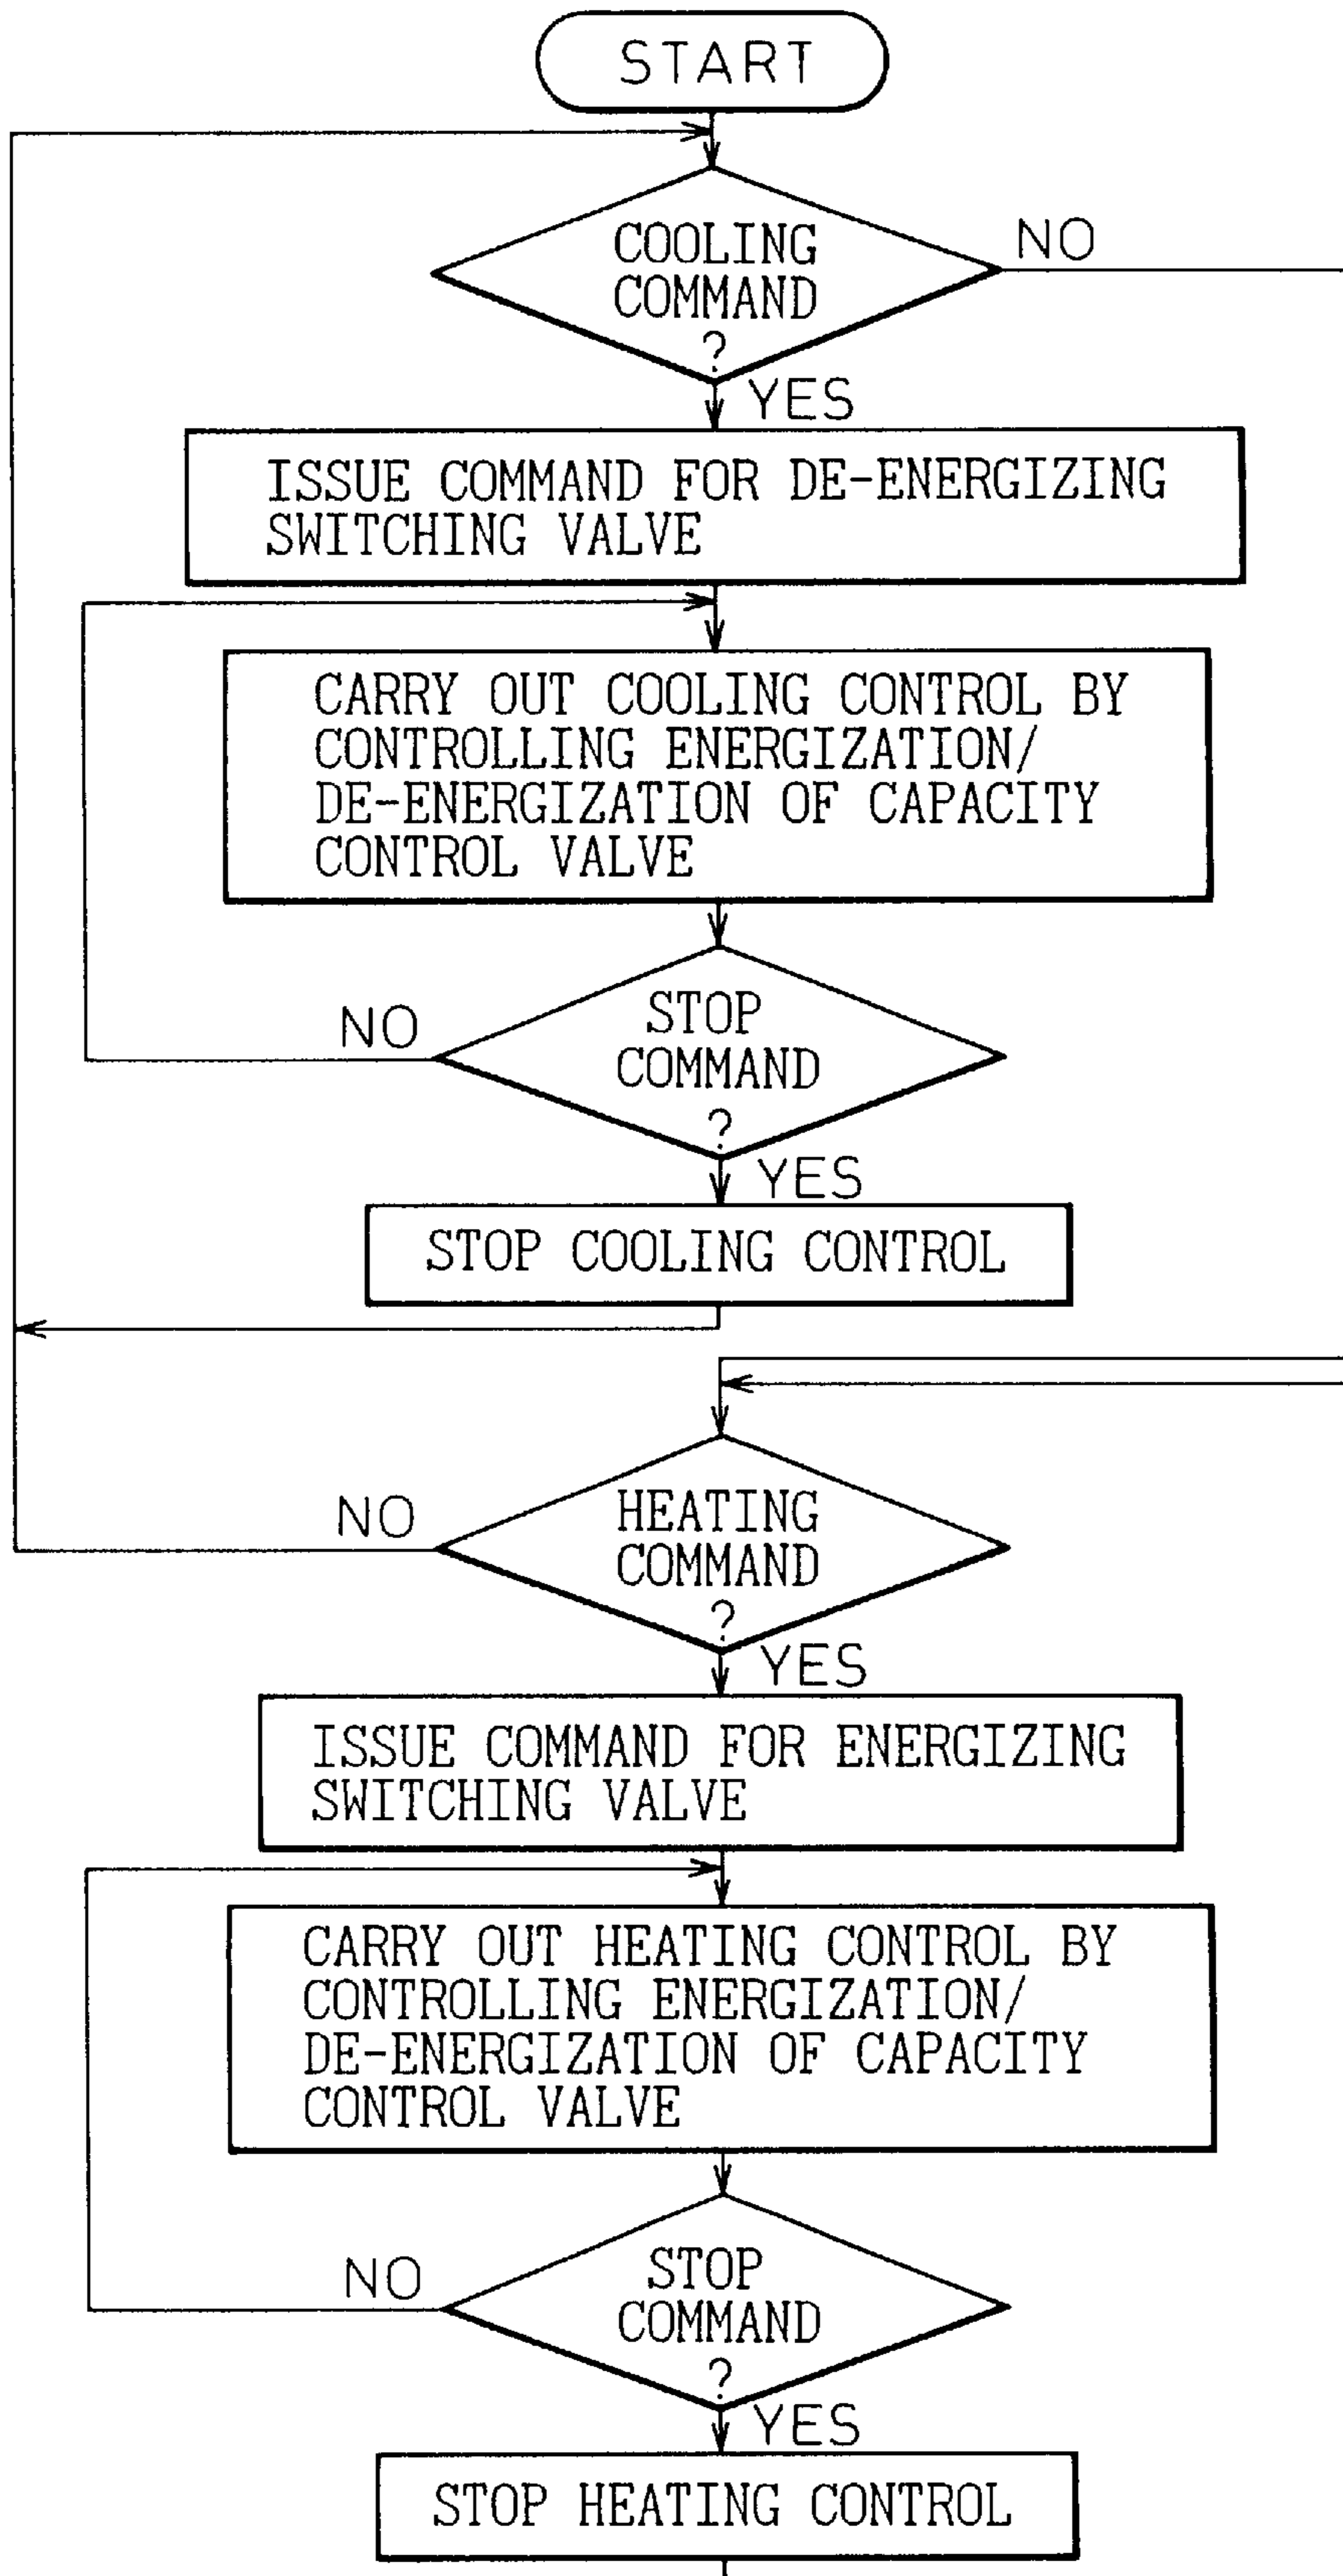 START
COOLING
COMMAND
?
NO
YES
ISSUE COMMAND FOR DE-ENERGIZING
SWITCHING VALVE
CARRY OUT COOLING CONTROL BY
CONTROLLING ENERGIZATION/
DE-ENERGIZATION OF CAPACITY
CONTROL VALVE
NO
STOP
COMMAND
?
YES
STOP COOLING CONTROL
NO
HEATING
COMMAND
?
YES
ISSUE COMMAND FOR ENERGIZING
SWITCHING VALVE
CARRY OUT HEATING CONTROL BY
CONTROLLING ENERGIZATION/
DE-ENERGIZATION OF CAPACITY
CONTROL VALVE
NO
STOP
COMMAND
?
YES
STOP HEATING CONTROL